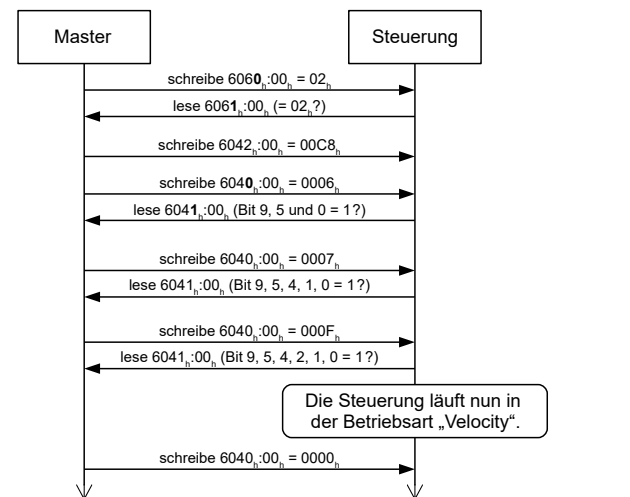 Master
Steuerung
schreibe 6060h:00h = 02h
lese 6061h:00h (= 02h?)
schreibe 6042h:00h = 00C8h
schreibe 6040h:00h = 0006h
lese 6041h:00h (Bit 9, 5 und 0 = 1?)
schreibe 6040h:00h = 0007h
lese 6041h:00h (Bit 9, 5, 4, 1, 0 = 1?)
schreibe 6040h:00h = 000Fh
lese 6041h:00h (Bit 9, 5, 4, 2, 1, 0 = 1?)
Die Steuerung läuft nun in
der Betriebsart „Velocity“.
schreibe 6040h:00h = 0000h